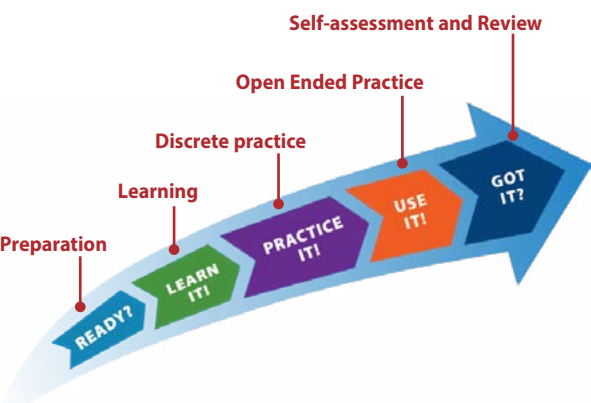 Self-assessment and Review
Open Ended Practice
Discrete practice
Learning
Preparation
READY?
LEARN
IT!
PRACTICE
IT!
USE
IT!
GOT
IT?